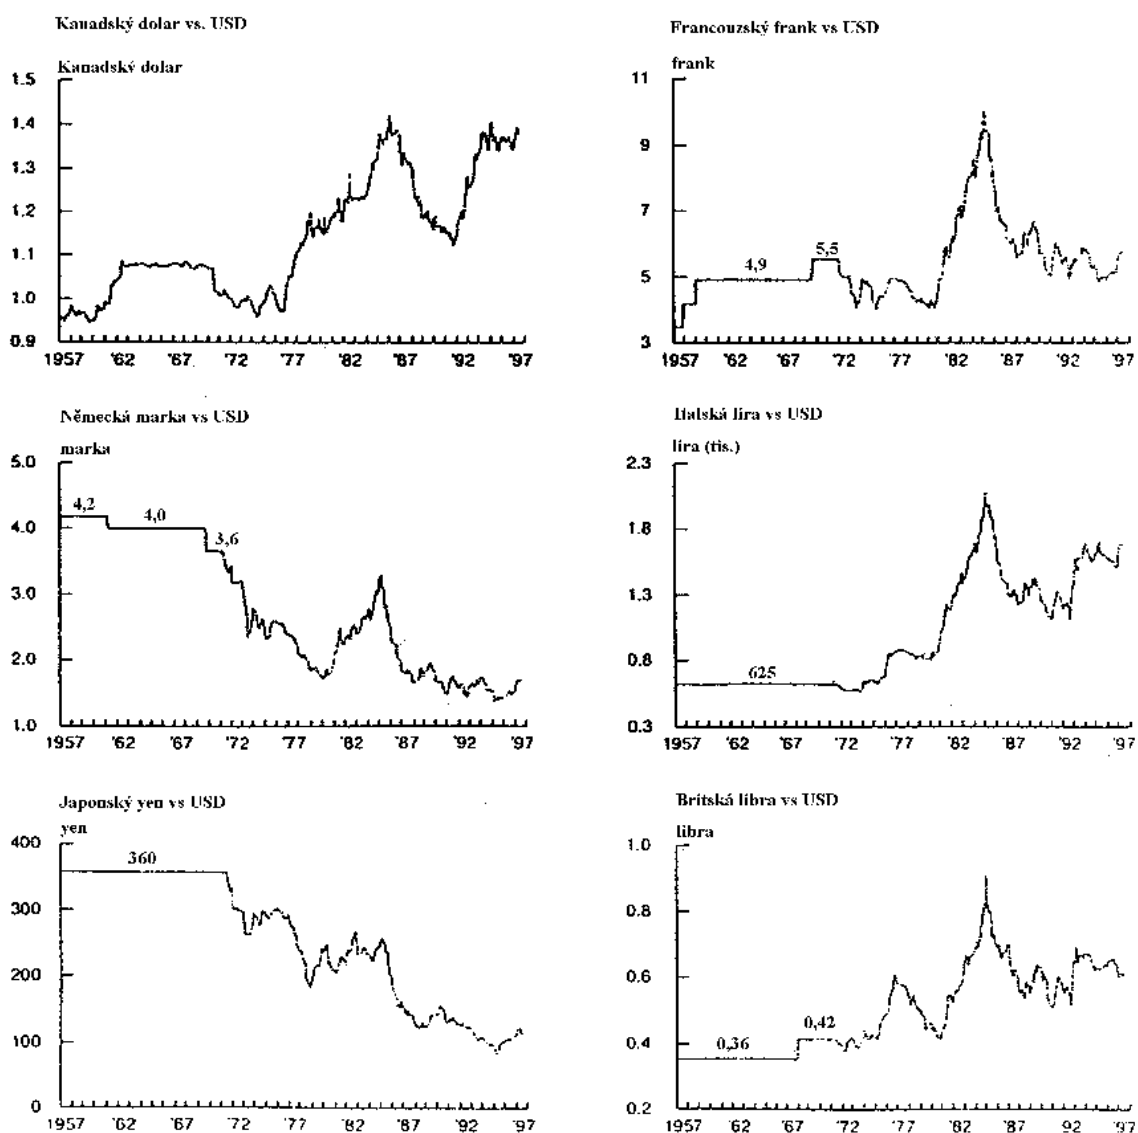 Kanadský dolar vs. USD
Kanadský dolar
1.5
1.4
1.3
1.2
1.1
1.0
0.9
1957 '62 '67 '72 '77 '82 '87 '92 '97
Francouzský frank vs USD
frank
11
9
7
5
3
4,9
5,5
1957 '62 '67 '72 '77 '82 '87 '92 '97
Německá marka vs USD
marka
5.0
4.0
3.0
2.0
1.0
4,2
4,0
3,6
1957 '62 '67 '72 '77 '82 '87 '92 '97
Italská lira vs USD
lira (tis.)
2.3
1.8
1.3
0.8
0.3
625
1957 '62 '67 '72 '77 '82 '87 '92 '97
Japonský yen vs USD
yen
400
300
200
100
0
360
1957 '62 '67 '72 '77 '82 '87 '92 '97
Britská libra vs USD
libra
1.0
0.8
0.6
0.4
0.2
0,36
0,42
1957 '62 '67 '72 '77 '82 '87 '92 '97